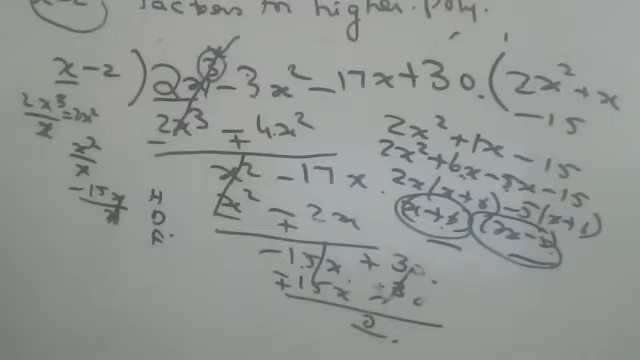 x-2 factors in higher. Poly.
x-2 ) 2x³ - 3x² - 17x + 30. ( 2x² + x - 15
2x³/x = 2x²
2x³ - 4x²
- +
x² - 17x
x²/x
x² - 2x
- +
-15x/x
H
O
F.
-15x + 30.
-15x + 30
+ -
0
2x² + 1x - 15
2x² + 6x - 5x - 15
2x(x+3) - 5(x+3)
(x+3) (2x-5)